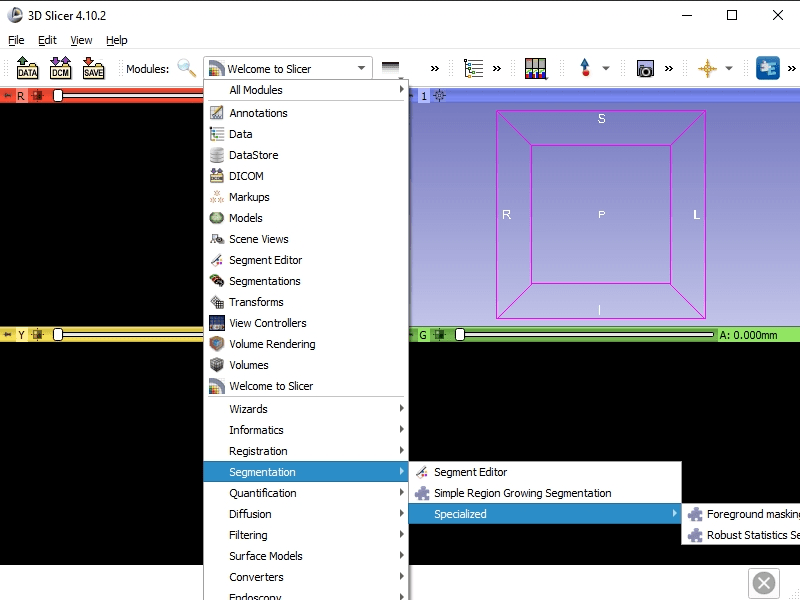 3D Slicer 4.10.2
File Edit View Help
DATA DCM SAVE Modules: Welcome to Slicer
R 1
All Modules
Annotations
Data
DataStore
DICOM
Markups
Models
Scene Views
Segment Editor
Segmentations
Transforms
View Controllers
Volume Rendering
Volumes
Welcome to Slicer
Wizards
Informatics
Registration
Segmentation
Quantification
Diffusion
Filtering
Surface Models
Converters
Endoscopy
S
R P L
I
Y G A: 0.000mm
Segment Editor
Simple Region Growing Segmentation
Specialized
Foreground masking
Robust Statistics Se